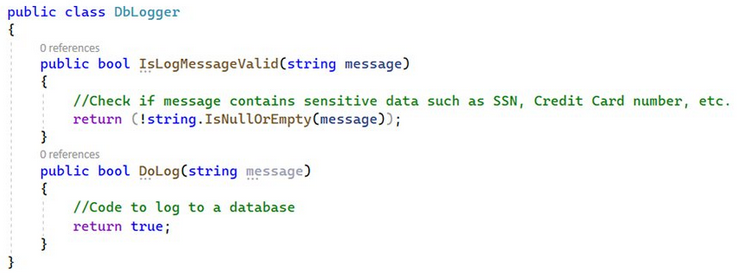 public class DbLogger
{
0 references
public bool IsLogMessageValid(string message)
{
//Check if message contains sensitive data such as SSN, Credit Card number, etc.
return (!string.IsNullOrEmpty(message));
}
0 references
public bool DoLog(string message)
{
//Code to log to a database
return true;
}
}